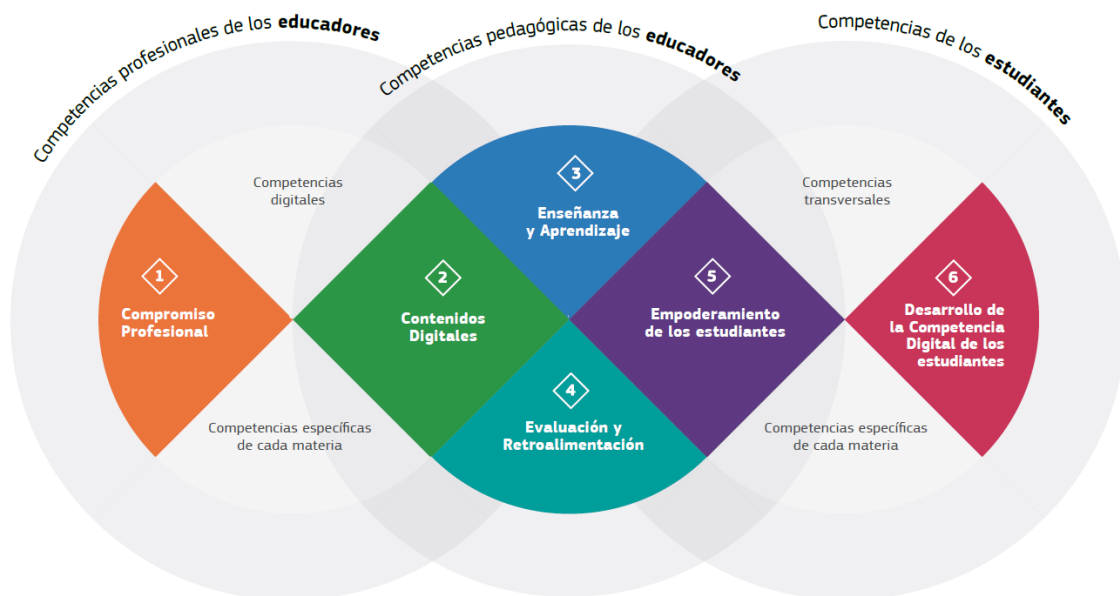 Competencias profesionales de los educadores
Competencias pedagógicas de los educadores
Competencias de los estudiantes
Competencias
digitales
Competencias específicas
de cada materia
1
Compromiso
Profesional
2
Contenidos
Digitales
3
Enseñanza
y Aprendizaje
4
Evaluación y
Retroalimentación
5
Empoderamiento
de los estudiantes
Competencias
transversales
Competencias específicas
de cada materia
6
Desarrollo de
la Competencia
Digital de los
estudiantes